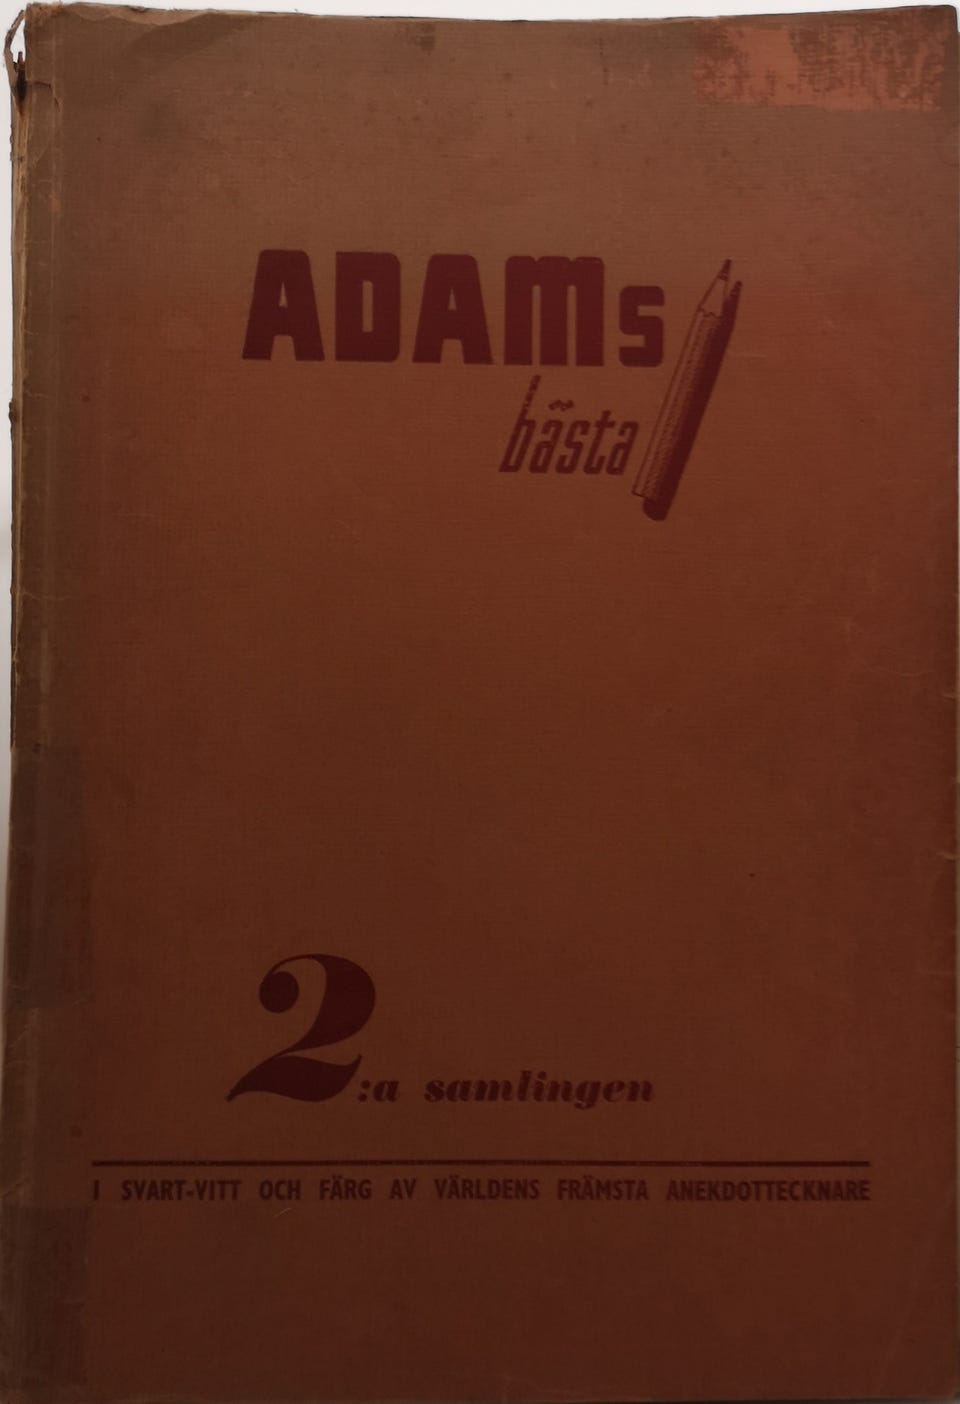 ADAMs
bästa
2:a samlingen
I SVART-VITT OCH FÄRG AV VÄRLDENS FRÄMSTA ANEKDOTTECKNARE